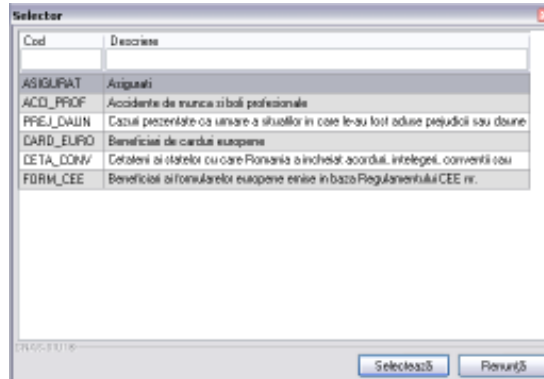 Selector
Cod Descriere
ASIGURAT Asigurati
ACCI_PROF Accidente de munca si boli profesionale
PREJ_DAUN Cazuri prezentate ca urmare a situatiilor in care le-au fost aduse prejudicii sau daune
CARD_EURO Beneficiari de carduri europene
CETA_CONV Cetateni ai statelor cu care Romania a incheiat acorduri, intelegeri, conventii sau
FORM_CEE Beneficiari ai formularelor europene emise in baza Regulamentului CEE nr.
Selectează Renunță